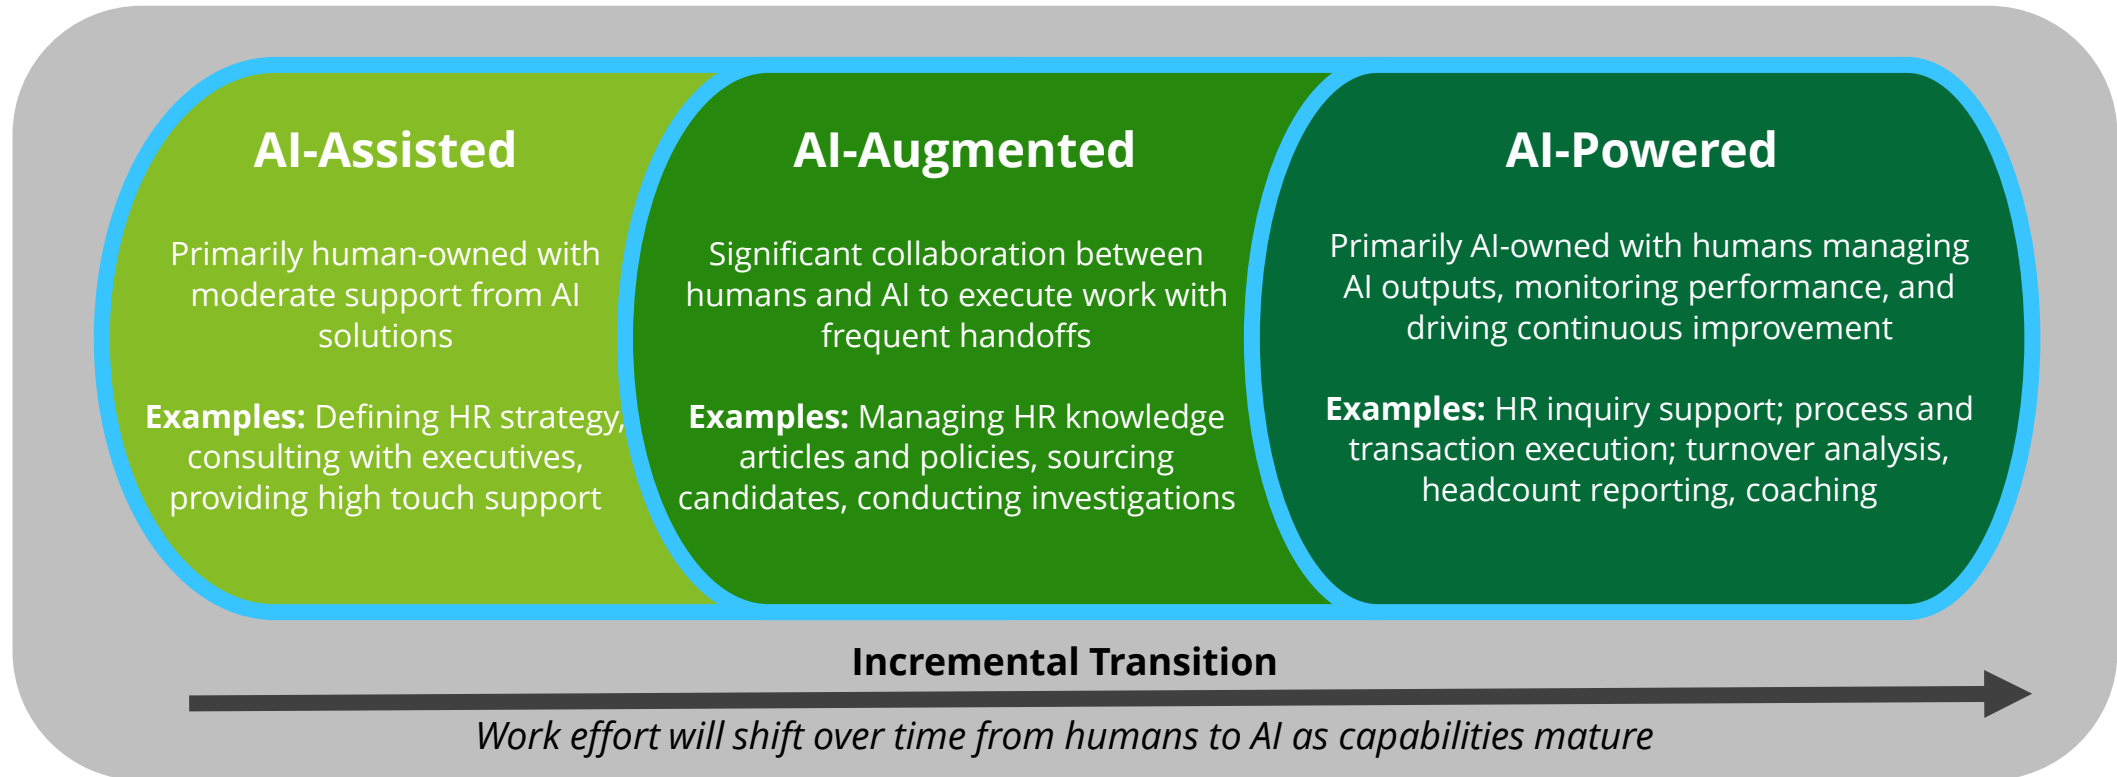 AI-Assisted
Primarily human-owned with
moderate support from AI
solutions
Examples: Defining HR strategy,
consulting with executives,
providing high touch support
AI-Augmented
Significant collaboration between
humans and AI to execute work with
frequent handoffs
Examples: Managing HR knowledge
articles and policies, sourcing
candidates, conducting investigations
AI-Powered
Primarily AI-owned with humans managing
AI outputs, monitoring performance, and
driving continuous improvement
Examples: HR inquiry support; process and
transaction execution; turnover analysis,
headcount reporting, coaching
Incremental Transition
Work effort will shift over time from humans to AI as capabilities mature